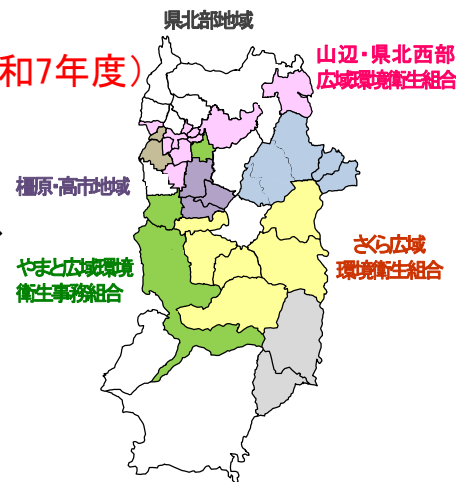 県北部地域
和7年度)
山辺・県北西部
広域環境衛生組合
橿原・高市地域
さくら広域
環境衛生組合
やまと広域環境
衛生事務組合